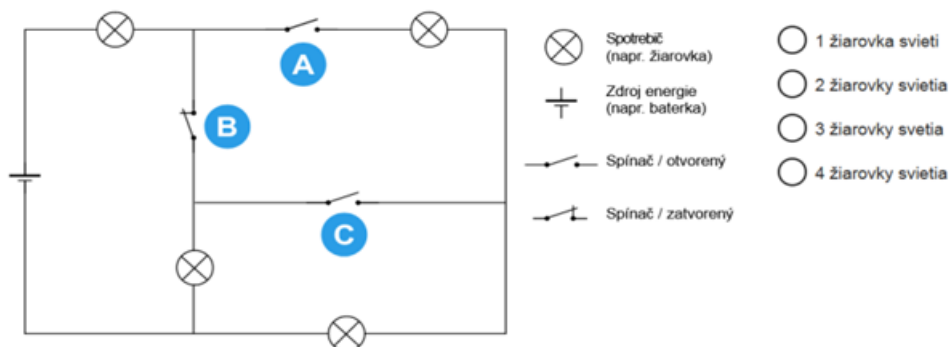 A
B
C
Spotrebič
(napr. žiarovka)
Zdroj energie
(napr. baterka)
Spínač / otvorený
Spínač / zatvorený
1 žiarovka svieti
2 žiarovky svietia
3 žiarovky svetia
4 žiarovky svietia